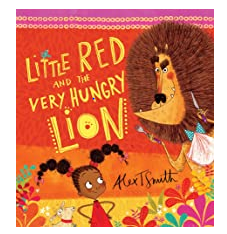 LITTLE RED
AND THE
VERY HUNGRY
LION
Alex T Smith